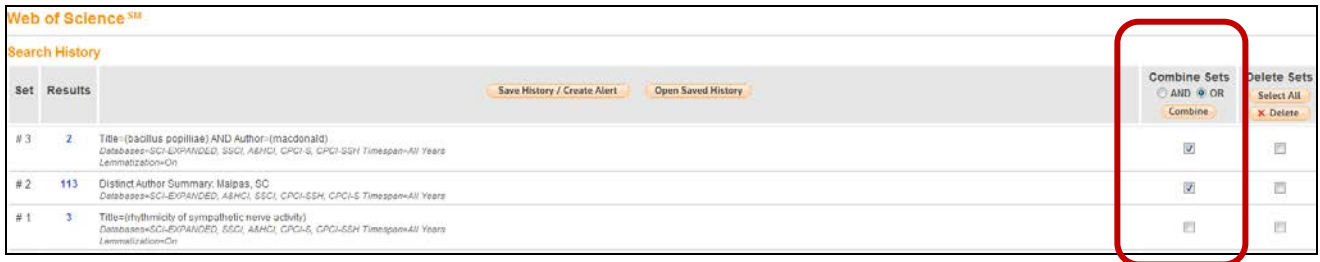 Web of Science SM
Search History
Set Results Save History / Create Alert Open Saved History Combine Sets Delete Sets
AND OR Select All
Combine X Delete
# 3 2 Title=(bacillus popilliae) AND Author=(macdonald)
Databases=SCI-EXPANDED, SSCI, A&HCI, CPCI-S, CPCI-SSH Timespan=All Years
Lemmatization=On
# 2 113 Distinct Author Summary: Malpas, SC
Databases=SCI-EXPANDED, A&HCI, SSCI, CPCI-SSH, CPCI-S Timespan=All Years
# 1 3 Title=(rhythmicity of sympathetic nerve activity)
Databases=SCI-EXPANDED, SSCI, A&HCI, CPCI-S, CPCI-SSH Timespan=All Years
Lemmatization=On